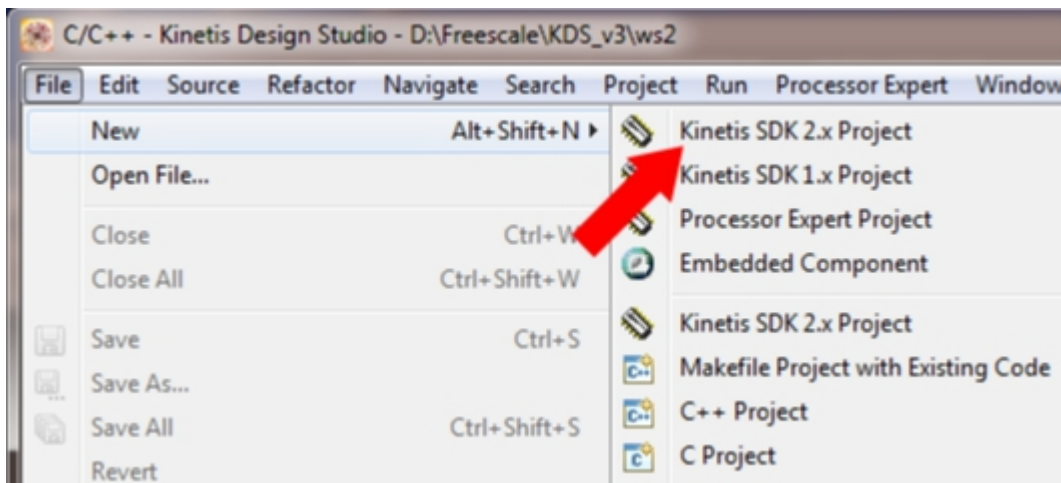 C/C++ - Kinetis Design Studio - D:\Freescale\KDS_v3\ws2
File Edit Source Refactor Navigate Search Project Run Processor Expert Window
New Alt+Shift+N
Open File...
Close Ctrl+W
Close All Ctrl+Shift+W
Save Ctrl+S
Save As...
Save All Ctrl+Shift+S
Revert
Kinetis SDK 2.x Project
Kinetis SDK 1.x Project
Processor Expert Project
Embedded Component
Kinetis SDK 2.x Project
Makefile Project with Existing Code
C++ Project
C Project